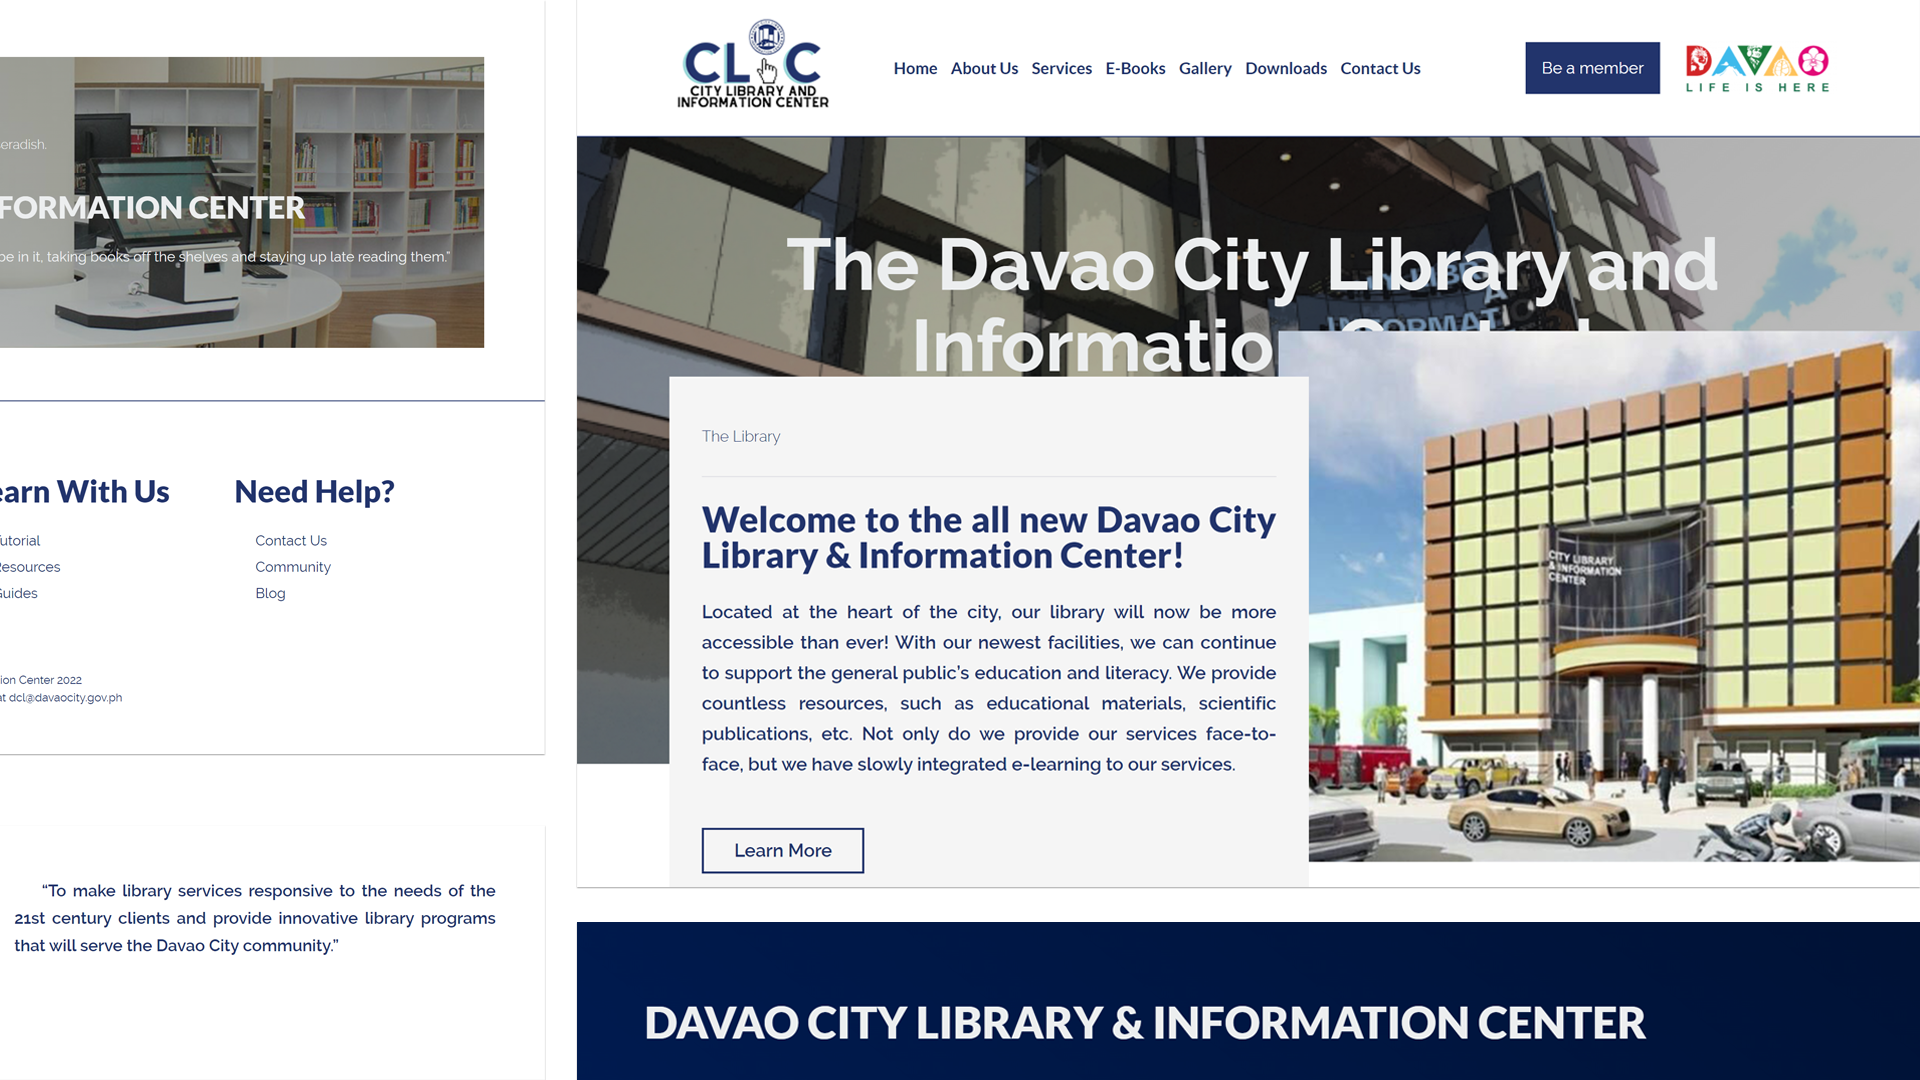 eradish.
FORMATION CENTER
be in it, taking books off the shelves and staying up late reading them.”
earn With Us
utorial
Resources
Guides
Need Help?
Contact Us
Community
Blog
ion Center 2022
at dcl@davaocity.gov.ph
“To make library services responsive to the needs of the
21st century clients and provide innovative library programs
that will serve the Davao City community.”
CLIC
CITY LIBRARY AND
INFORMATION CENTER
Home About Us Services E-Books Gallery Downloads Contact Us
Be a member
DAVAO
LIFE IS HERE
The Davao City Library and
Informatio
INFORMATIO
The Library
Welcome to the all new Davao City
Library & Information Center!
Located at the heart of the city, our library will now be more
accessible than ever! With our newest facilities, we can continue
to support the general public’s education and literacy. We provide
countless resources, such as educational materials, scientific
publications, etc. Not only do we provide our services face-to-
face, but we have slowly integrated e-learning to our services.
Learn More
CITY LIBRARY
& INFORMATION
CENTER
DAVAO CITY LIBRARY & INFORMATION CENTER